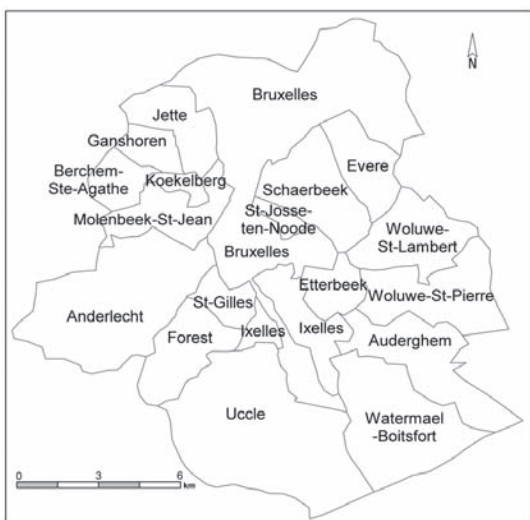 N
Bruxelles
Jette
Ganshoren
Evere
Berchem-
Ste-Agathe
Koekelberg
Schaerbeek
Molenbeek-St-Jean
St-Josse-
ten-Noode
Woluwe-
St-Lambert
Bruxelles
Etterbeek
Woluwe-St-Pierre
St-Gilles
Anderlecht
Forest
Ixelles
Ixelles
Auderghem
Uccle
Watermael
-Boitsfort
0 3 6
km